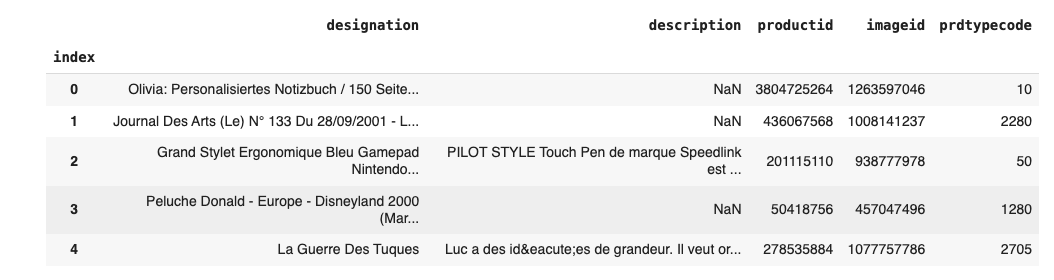 designation description productid imageid prdtypecode
index
0 Olivia: Personalisiertes Notizbuch / 150 Seite... NaN 3804725264 1263597046 10
1 Journal Des Arts (Le) N° 133 Du 28/09/2001 - L... NaN 436067568 1008141237 2280
2 Grand Stylet Ergonomique Bleu Gamepad Nintendo... PILOT STYLE Touch Pen de marque Speedlink est ... 201115110 938777978 50
3 Peluche Donald - Europe - Disneyland 2000 (Mar... NaN 50418756 457047496 1280
4 La Guerre Des Tuques Luc a des id&eacute;es de grandeur. Il veut or... 278535884 1077757786 2705